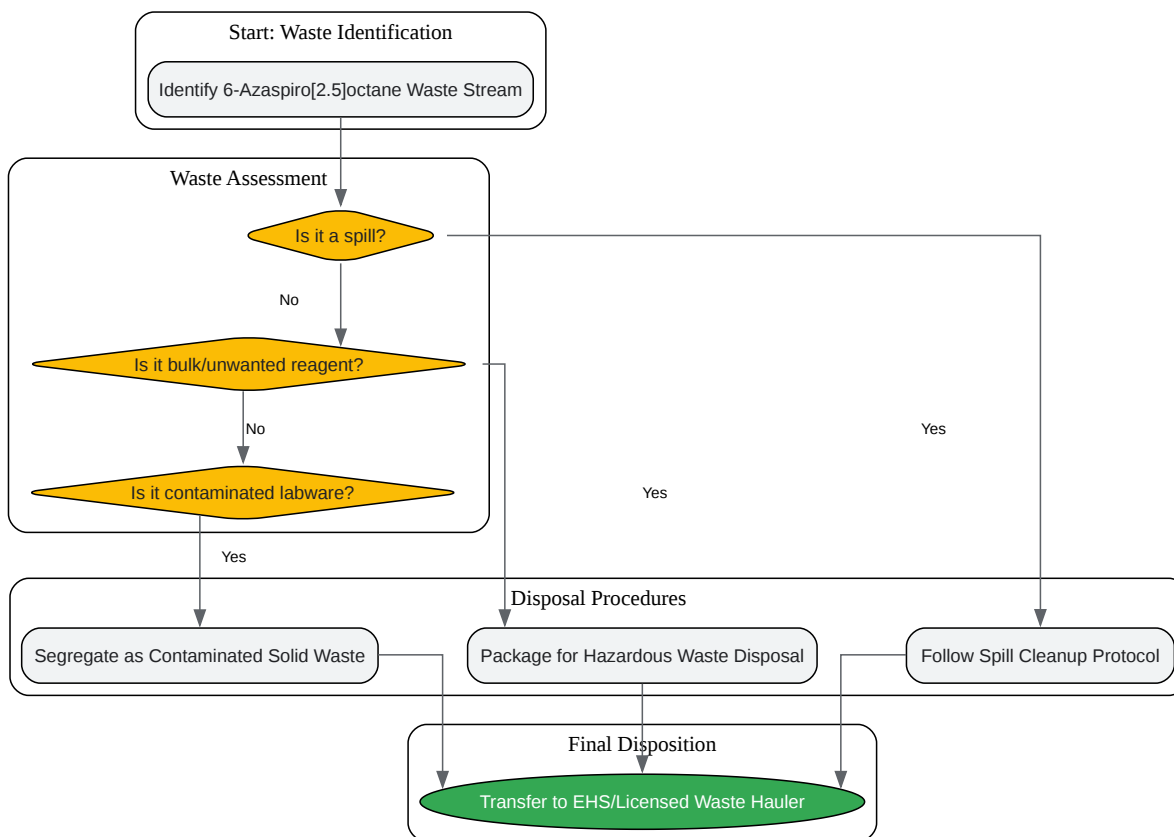 Start: Waste Identification
Identify 6-Azaspiro[2.5]octane Waste Stream
Waste Assessment
Is it a spill?
No
Is it bulk/unwanted reagent?
No
Yes
Is it contaminated labware?
Yes
Yes
Disposal Procedures
Segregate as Contaminated Solid Waste
Package for Hazardous Waste Disposal
Follow Spill Cleanup Protocol
Final Disposition
Transfer to EHS/Licensed Waste Hauler